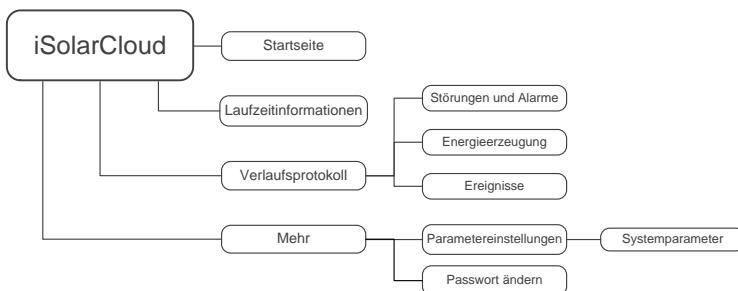 iSolarCloud
Startseite
Laufzeitinformationen
Verlaufsprotokoll
Störungen und Alarme
Energieerzeugung
Ereignisse
Mehr
Parametereinstellungen
Systemparameter
Passwort ändern